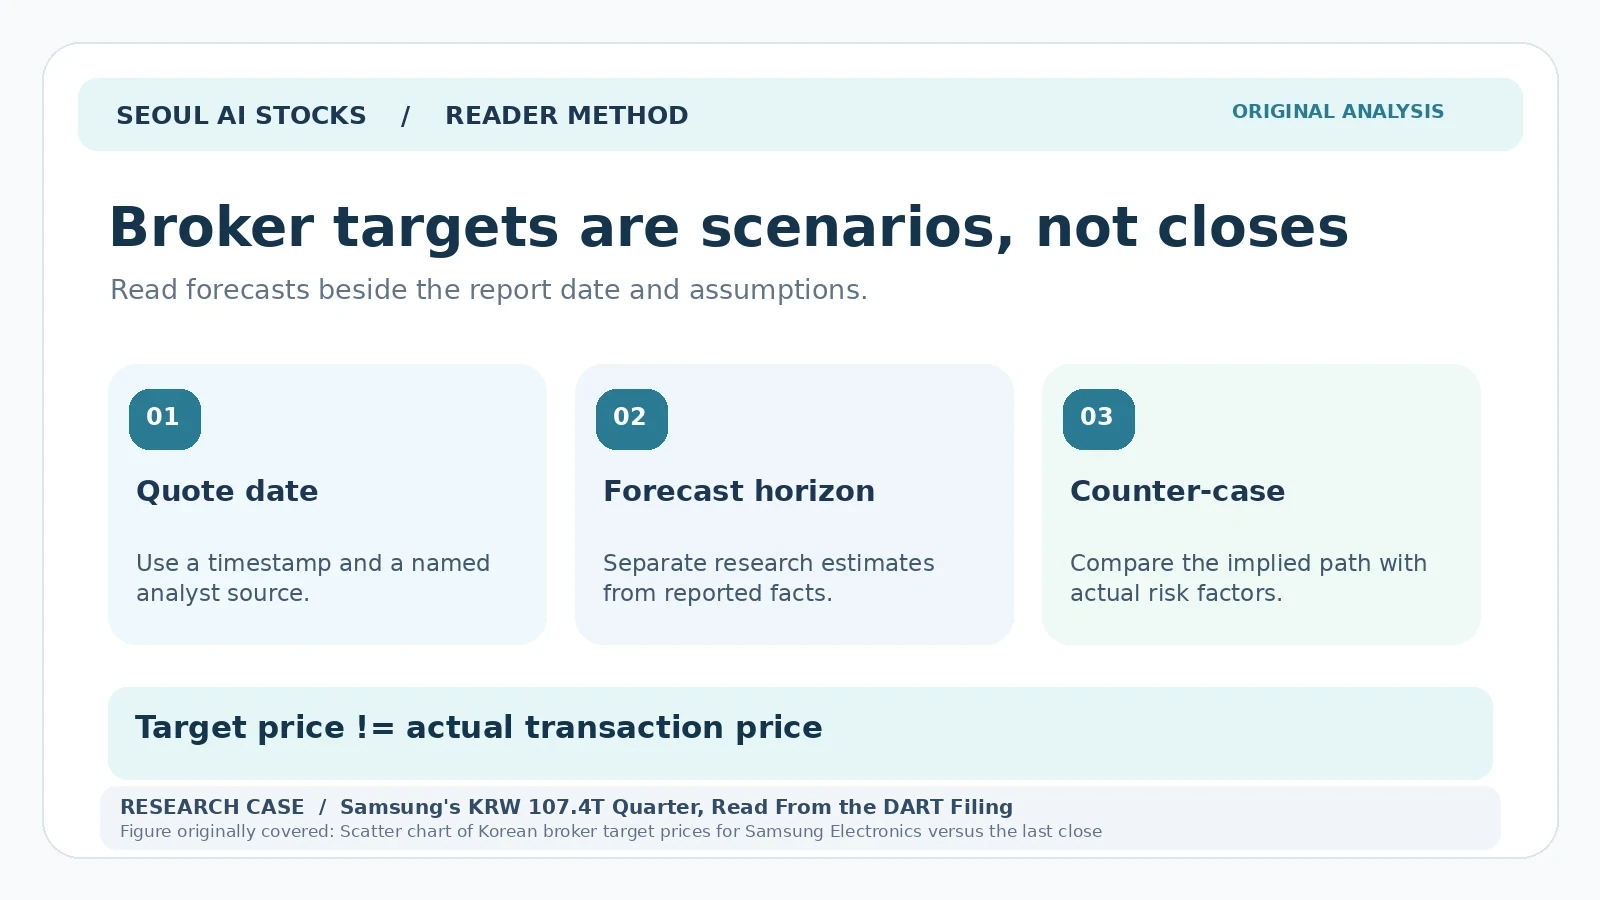 SEOUL AI STOCKS / READER METHOD
ORIGINAL ANALYSIS
Broker targets are scenarios, not closes
Read forecasts beside the report date and assumptions.
01
Quote date
Use a timestamp and a named
analyst source.
02
Forecast horizon
Separate research estimates
from reported facts.
03
Counter-case
Compare the implied path with
actual risk factors.
Target price != actual transaction price
RESEARCH CASE / Samsung's KRW 107.4T Quarter, Read From the DART Filing
Figure originally covered: Scatter chart of Korean broker target prices for Samsung Electronics versus the last close